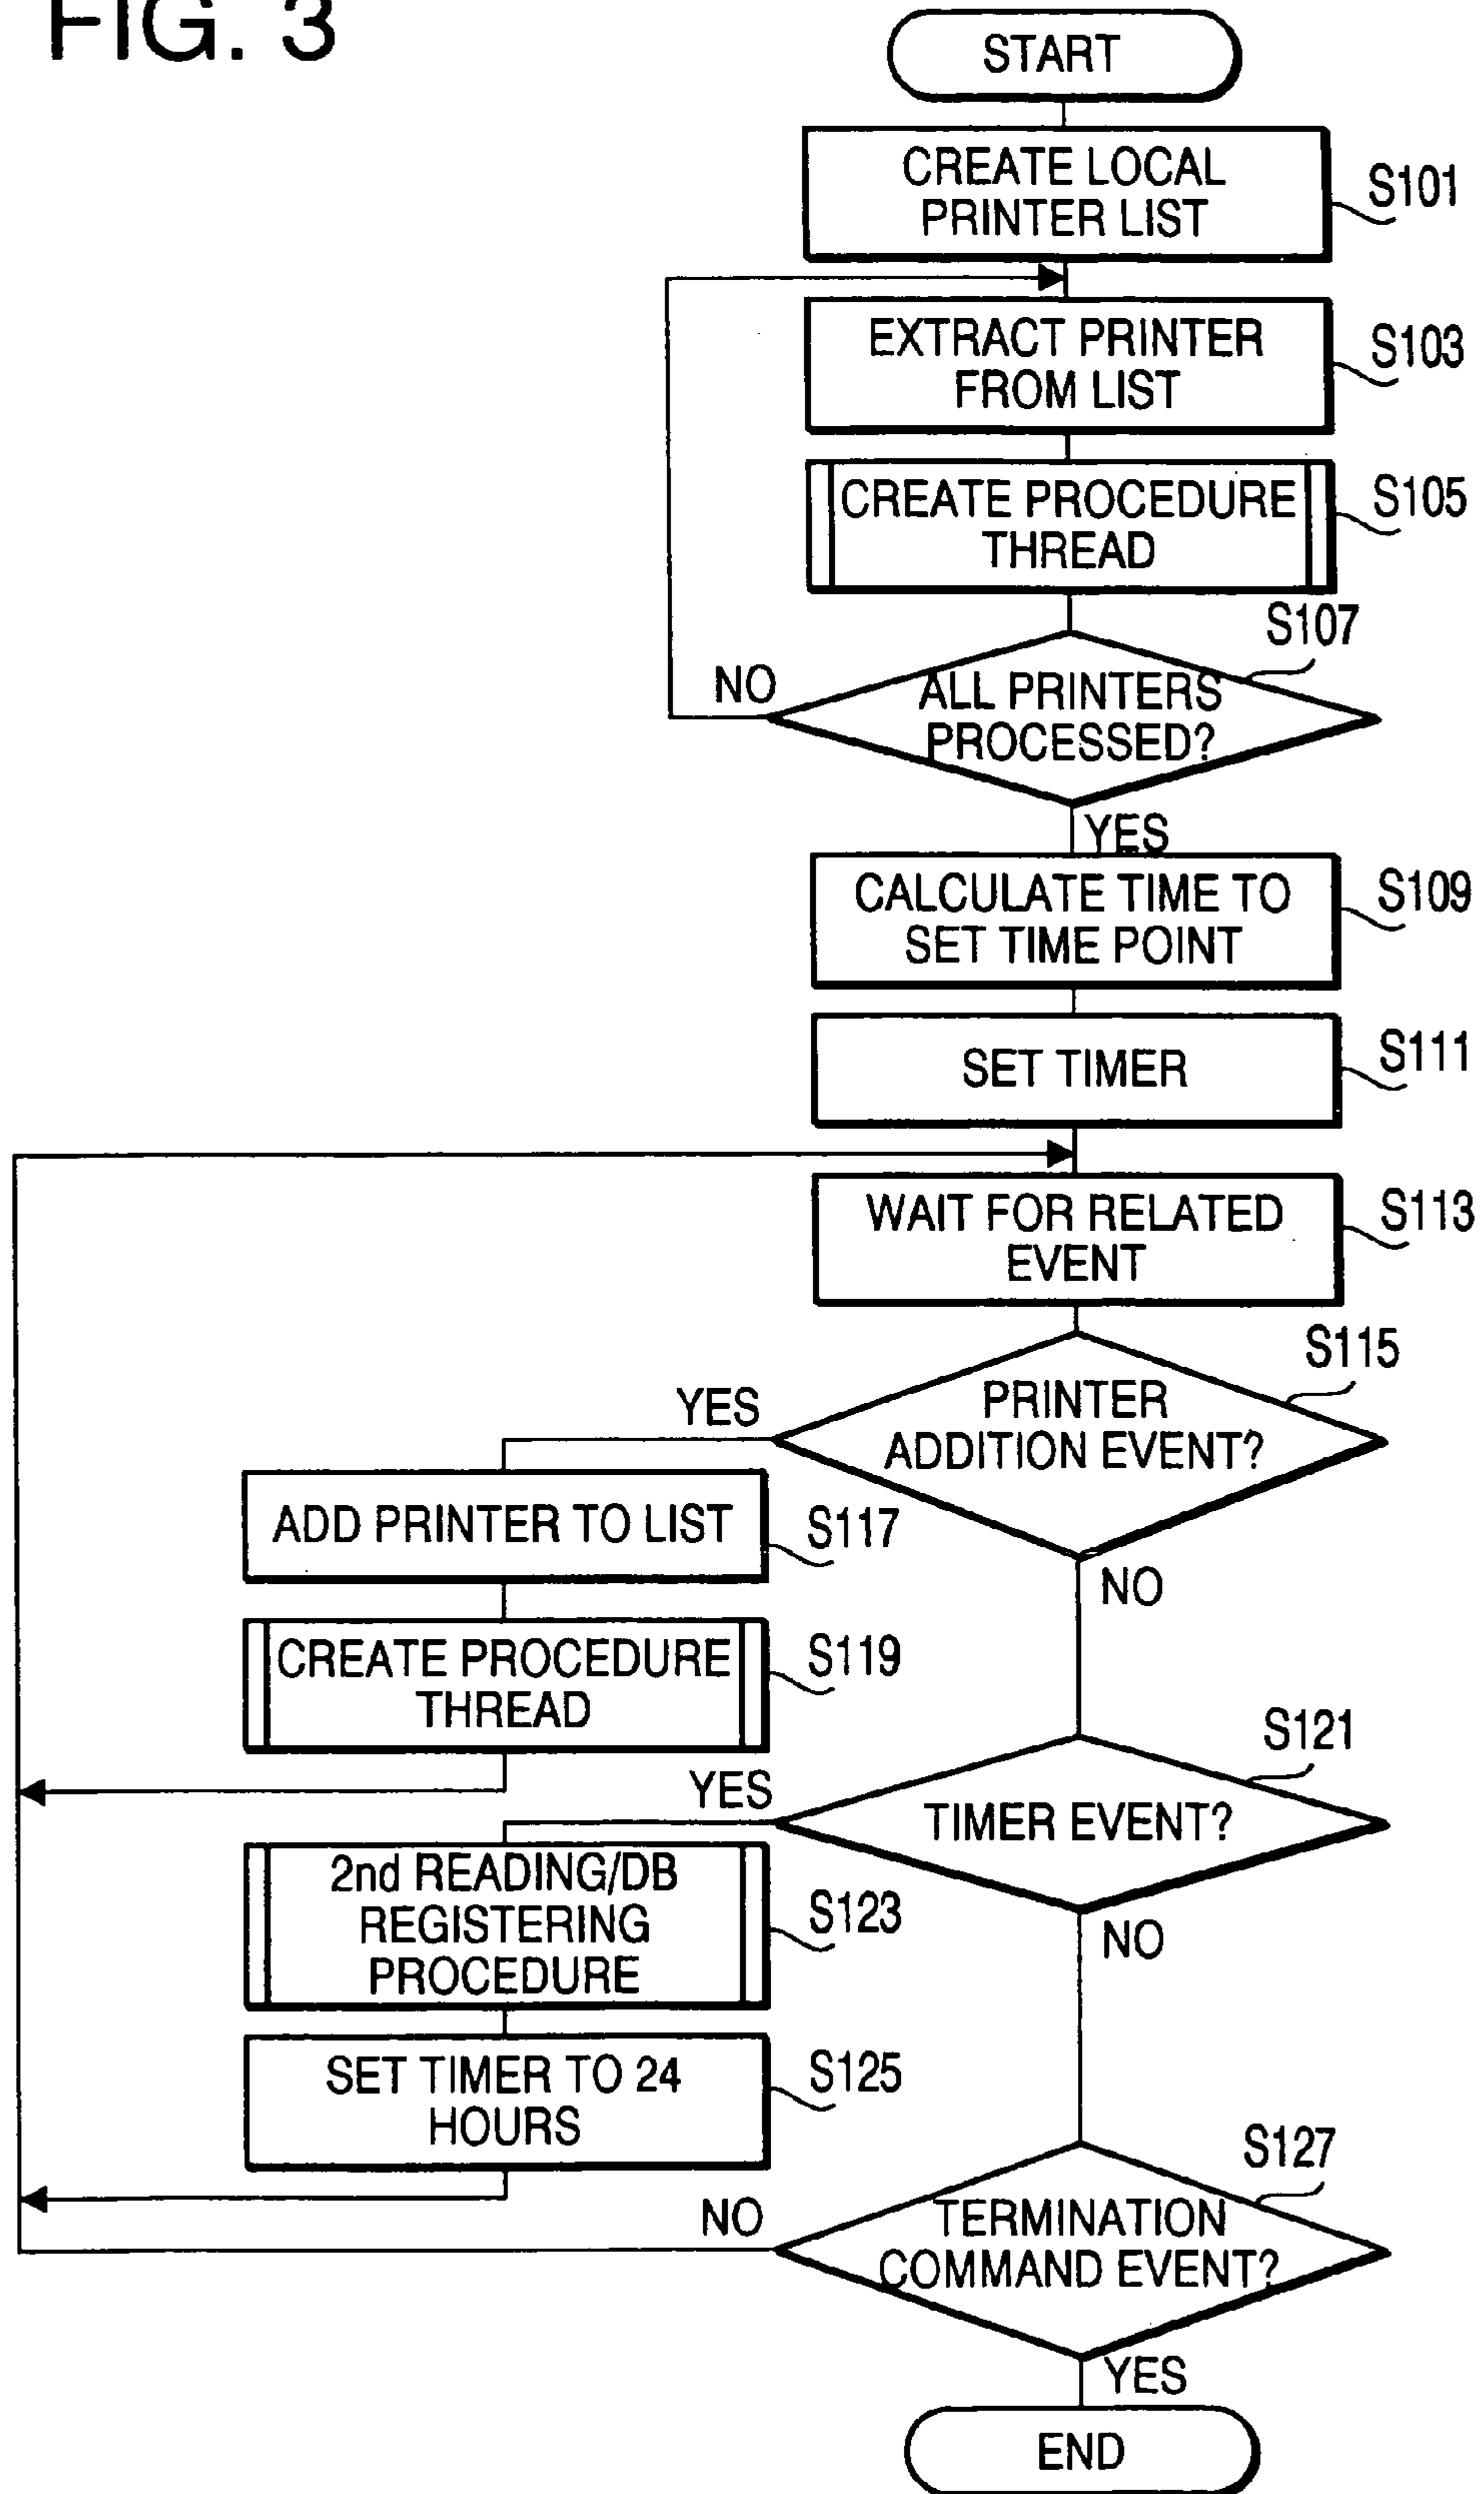 FIG. 3
START
CREATE LOCAL
PRINTER LIST
S101
EXTRACT PRINTER
FROM LIST
S103
CREATE PROCEDURE
THREAD
S105
S107
NO
ALL PRINTERS
PROCESSED?
YES
CALCULATE TIME TO
SET TIME POINT
S109
SET TIMER
S111
WAIT FOR RELATED
EVENT
S113
S115
YES
PRINTER
ADDITION EVENT?
ADD PRINTER TO LIST
S117
NO
CREATE PROCEDURE
THREAD
S119
S121
YES
TIMER EVENT?
2nd READING/DB
REGISTERING
PROCEDURE
S123
NO
SET TIMER TO 24
HOURS
S125
S127
NO
TERMINATION
COMMAND EVENT?
YES
END